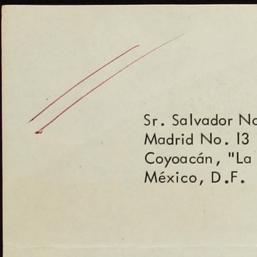 Sr. Salvador No
Madrid No. 13
Coyoacán, "La
México, D.F.